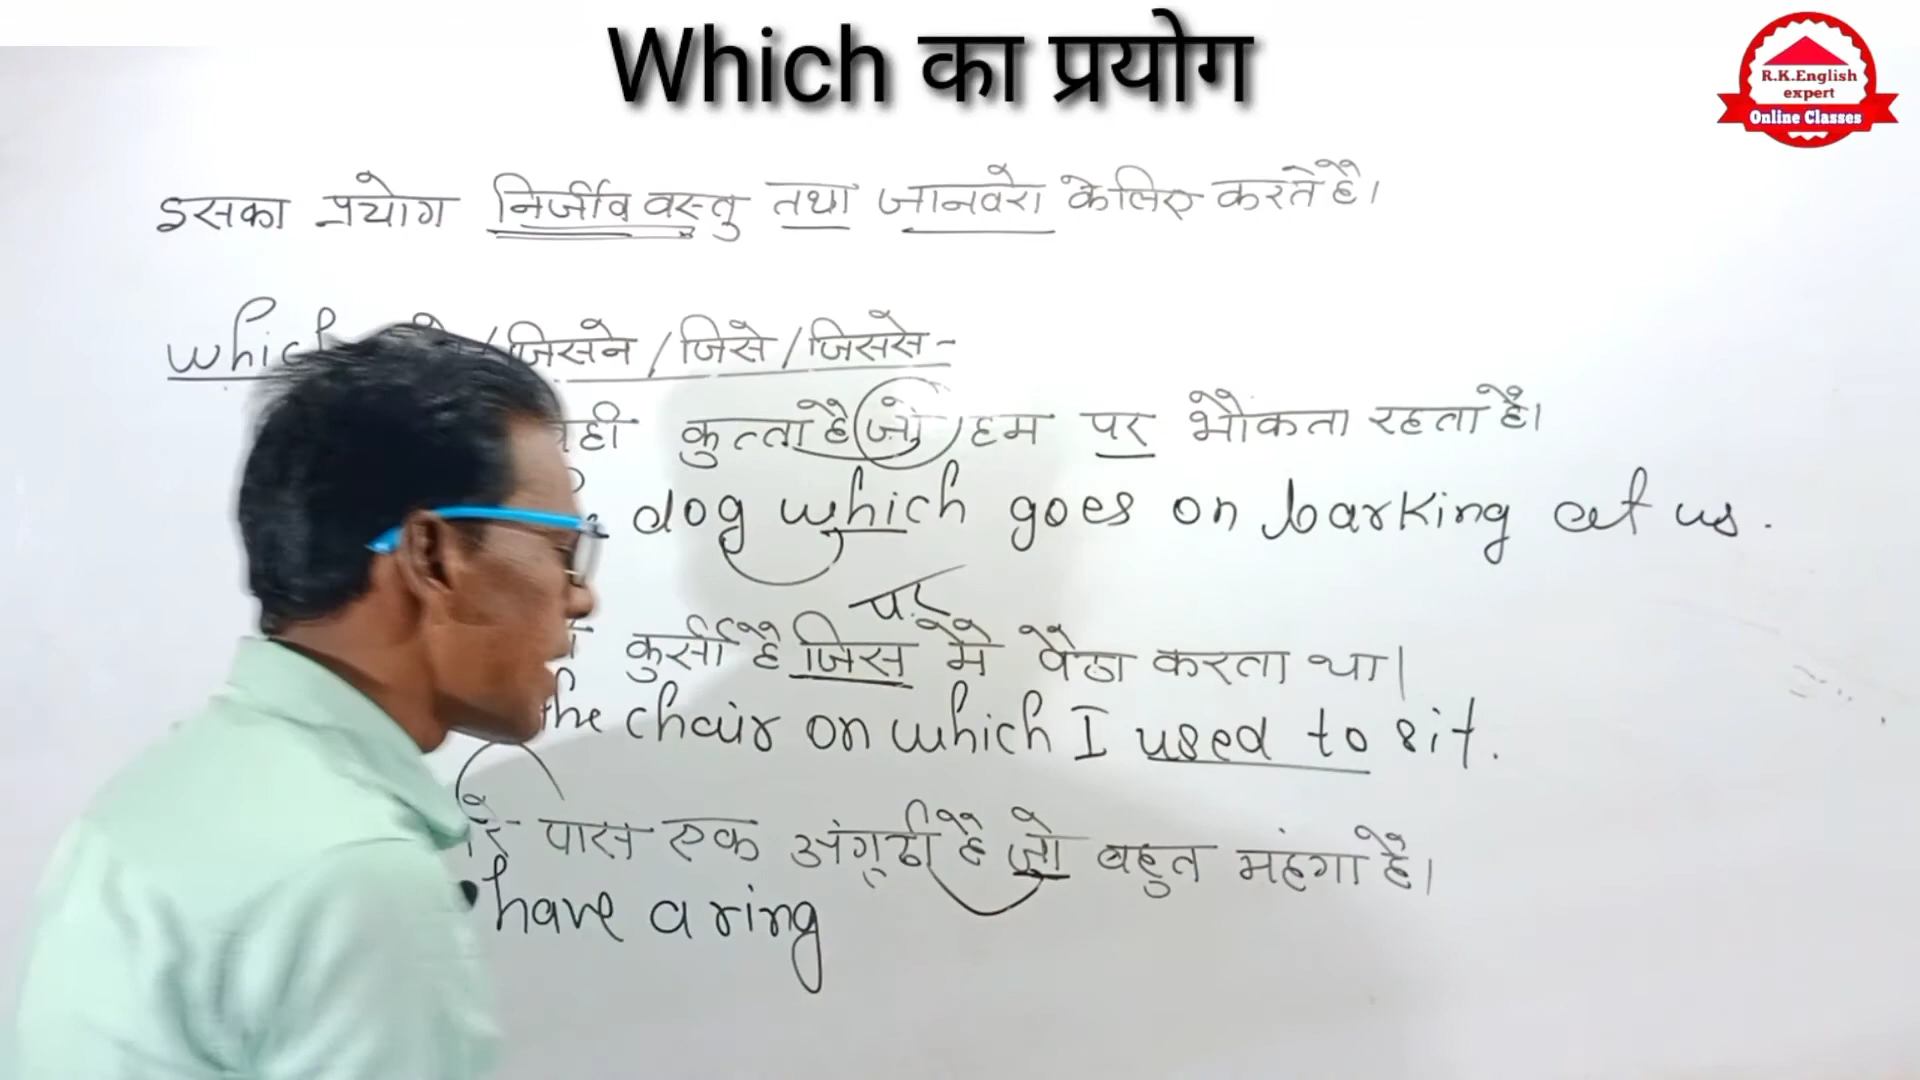 Which का प्रयोग
R.K.English
expert
Online Classes
इसका प्रयोग निर्जीव वस्तु तथा जानवरो के लिए करते है।
which / जिसने / जिसे / जिससे -
कुत्ता है जो हम पर भौकता रहता है।
dog which goes on barking at us.
पर
कुर्सी है जिस मै बैठा करता था।
the chair on which I used to sit.
पास एक अंगूठी है जो बहुत महंगा है।
have a ring